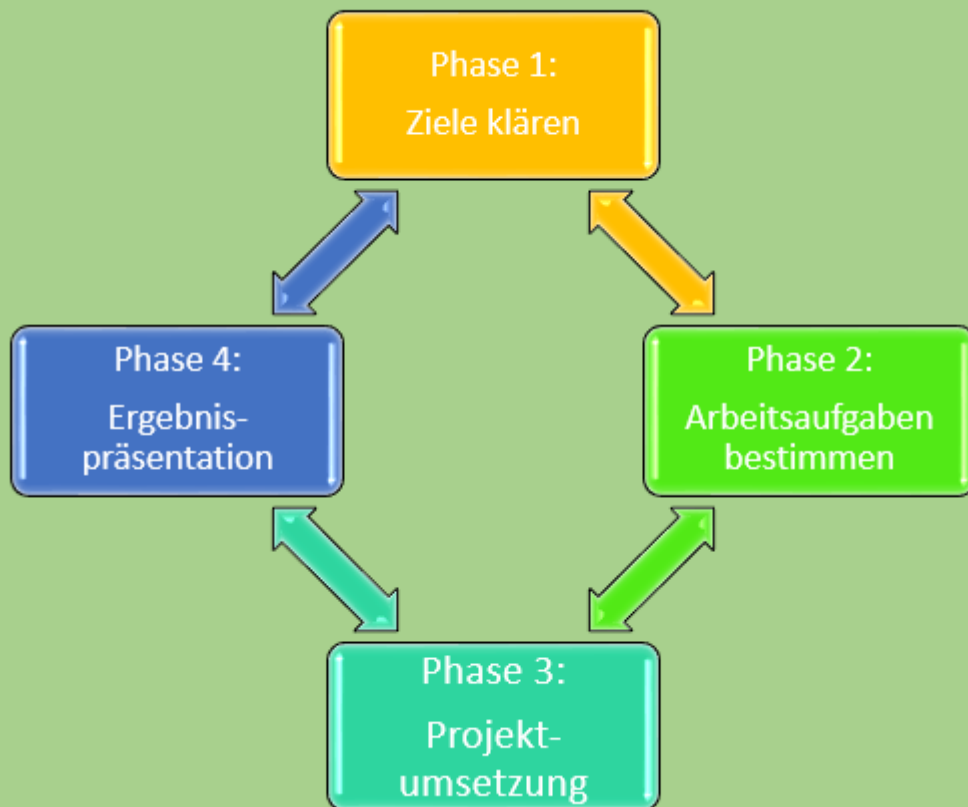 Phase 1:
Ziele klären
Phase 4:
Ergebnis-
präsentation
Phase 2:
Arbeitsaufgaben
bestimmen
Phase 3:
Projekt-
umsetzung